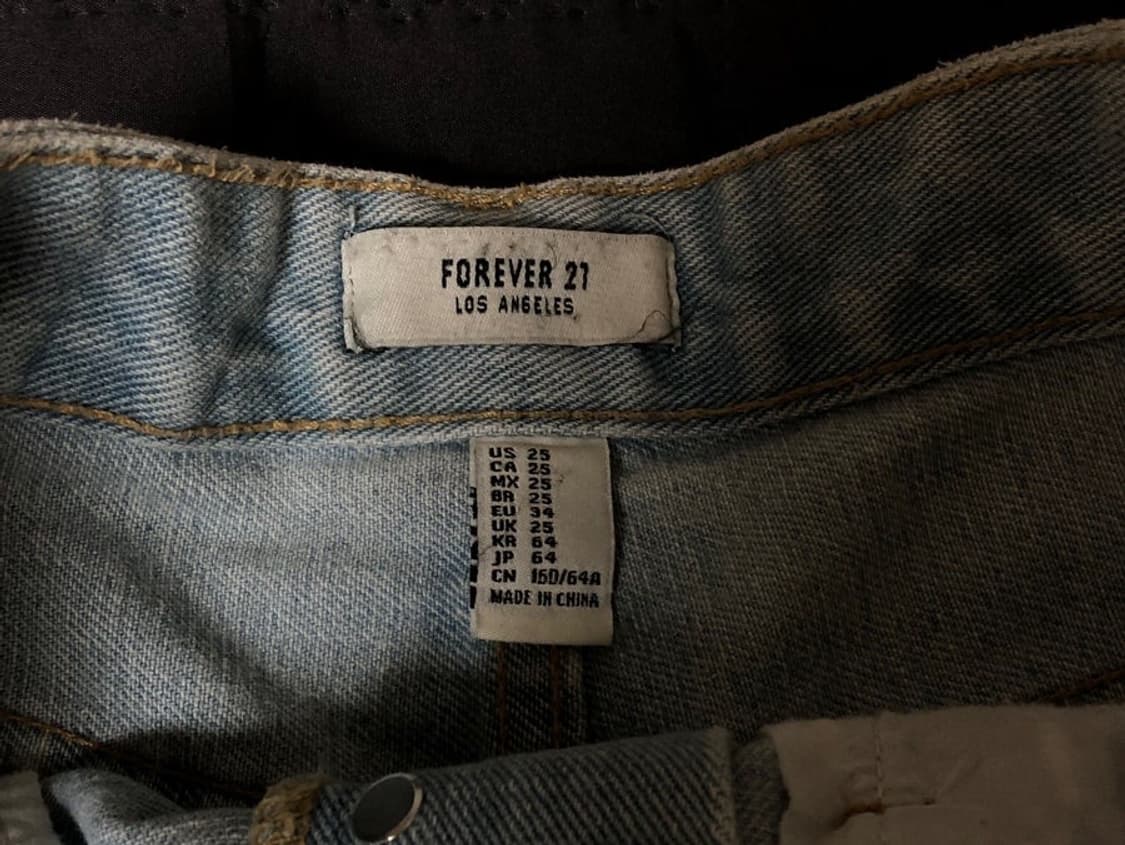 FOREVER 21
LOS ANGELES
US 25
CA 25
MX 25
BR 25
EU 34
UK 25
KR 64
JP 64
CN 160/64A
MADE IN CHINA